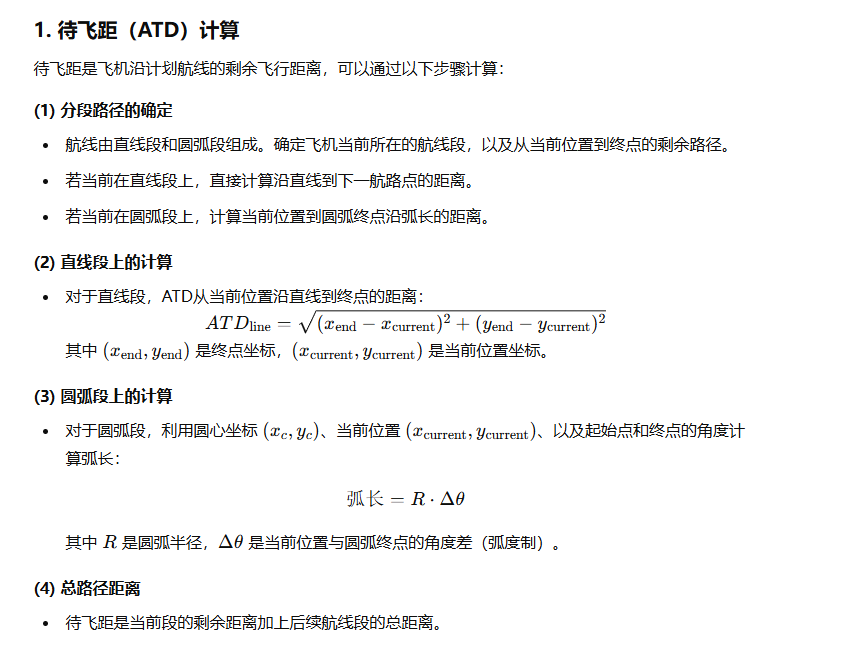 1. 待飞距（ATD）计算
待飞距是飞机沿计划航线的剩余飞行距离，可以通过以下步骤计算：
(1) 分段路径的确定
• 航线由直线段和圆弧段组成。确定飞机当前所在的航线段，以及从当前位置到终点的剩余路径。
• 若当前在直线段上，直接计算沿直线到下一航路点的距离。
• 若当前在圆弧段上，计算当前位置到圆弧终点沿弧长的距离。
(2) 直线段上的计算
• 对于直线段，ATD从当前位置沿直线到终点的距离：
$ATD_{\text{line}} = \sqrt{(x_{\text{end}} - x_{\text{current}})^2 + (y_{\text{end}} - y_{\text{current}})^2}$
其中 $(x_{\text{end}}, y_{\text{end}})$ 是终点坐标，$(x_{\text{current}}, y_{\text{current}})$ 是当前位置坐标。
(3) 圆弧段上的计算
• 对于圆弧段，利用圆心坐标 $(x_c, y_c)$、当前位置 $(x_{\text{current}}, y_{\text{current}})$、以及起始点和终点的角度计
算弧长：
弧长 $= R \cdot \Delta\theta$
其中 $R$ 是圆弧半径，$\Delta\theta$ 是当前位置与圆弧终点的角度差（弧度制）。
(4) 总路径距离
• 待飞距是当前段的剩余距离加上后续航线段的总距离。